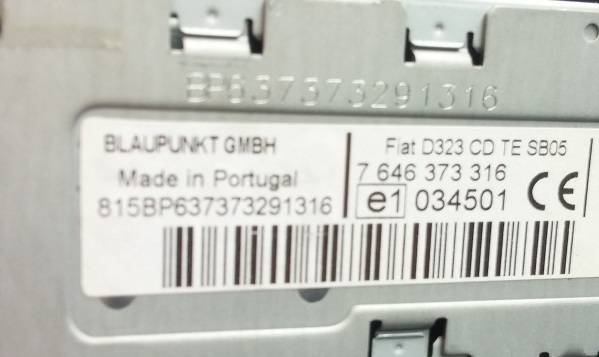 BP637373291316
BLAUPUNKT GMBH
Made in Portugal
815BP637373291316
Fiat D323 CD TE SB05
7 646 373 316
e1 034501 CE